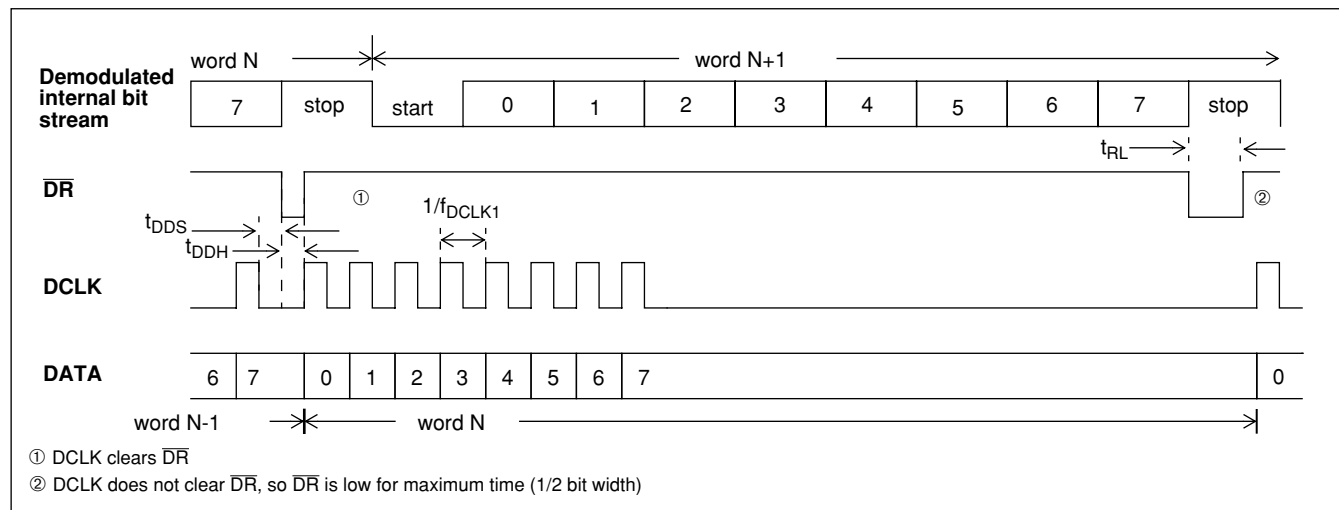 word N
word N+1
Demodulated
internal bit
stream
7 stop start 0 1 2 3 4 5 6 7 stop
tRL
DR
①
②
1/fDCLK1
tDDS
tDDH
DCLK
DATA
6 7 0 1 2 3 4 5 6 7 0
word N-1
word N
① DCLK clears DR
② DCLK does not clear DR, so DR is low for maximum time (1/2 bit width)